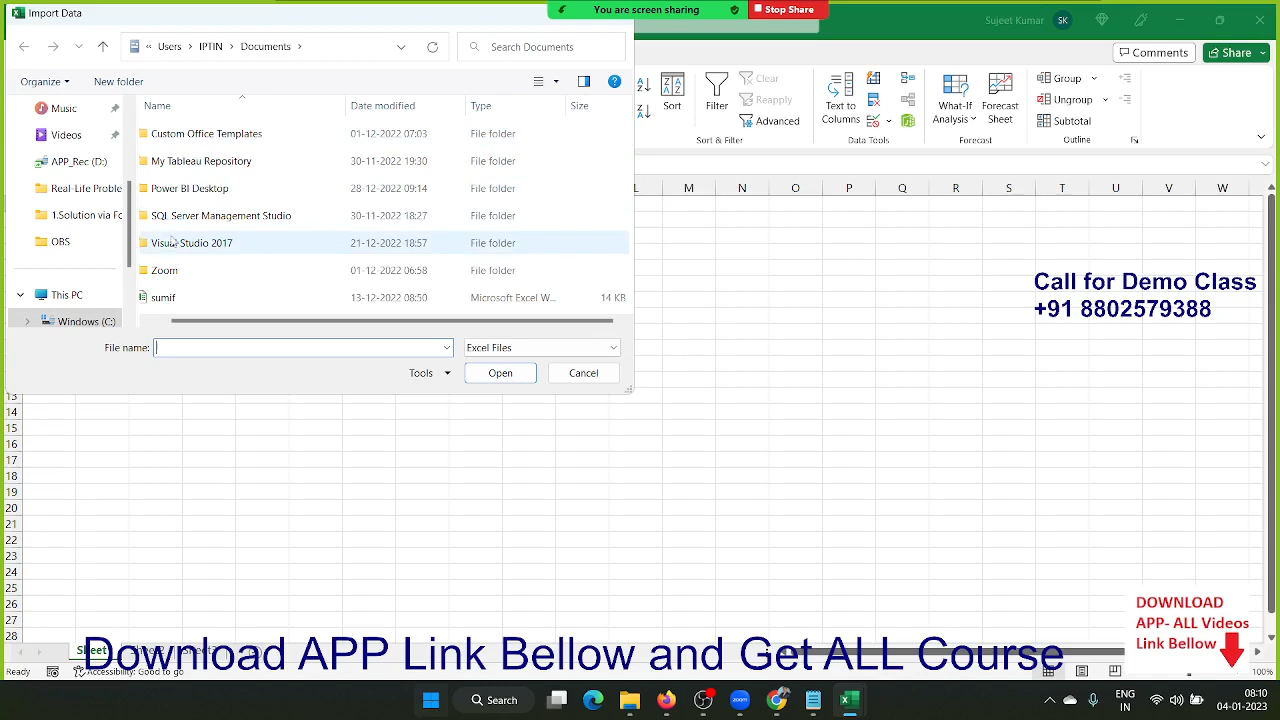 Import Data
You are screen sharing
Stop Share
Sujeet Kumar
SK
« Users > IPTIN > Documents >
Search Documents
Comments
Share
Organize
New folder
Music
Videos
APP_Rec (D:)
Real-Life Proble
1.Solution via Fc
OBS
This PC
Windows (C:)
Name
Date modified
Type
Size
Custom Office Templates 01-12-2022 07:03 File folder
My Tableau Repository 30-11-2022 19:30 File folder
Power BI Desktop 28-12-2022 09:14 File folder
SQL Server Management Studio 30-11-2022 18:27 File folder
Visual Studio 2017 21-12-2022 18:57 File folder
Zoom 01-12-2022 06:58 File folder
sumif 13-12-2022 08:50 Microsoft Excel W... 14 KB
File name:
Excel Files
Tools
Open
Cancel
Sort
Filter
Clear
Reapply
Advanced
Sort & Filter
Text to
Columns
Data Tools
What-If
Analysis
Forecast
Sheet
Forecast
Group
Ungroup
Subtotal
Outline
L M N O P Q R S T U V W
Call for Demo Class
+91 8802579388
13
14
15
16
17
18
19
20
21
22
23
24
25
26
27
28
DOWNLOAD
APP- ALL Videos
Link Bellow
Download APP Link Bellow and Get ALL Course
Ready
Accessibility: Good to go
100%
Search
zoom
ENG
IN
08:10
04-01-2023